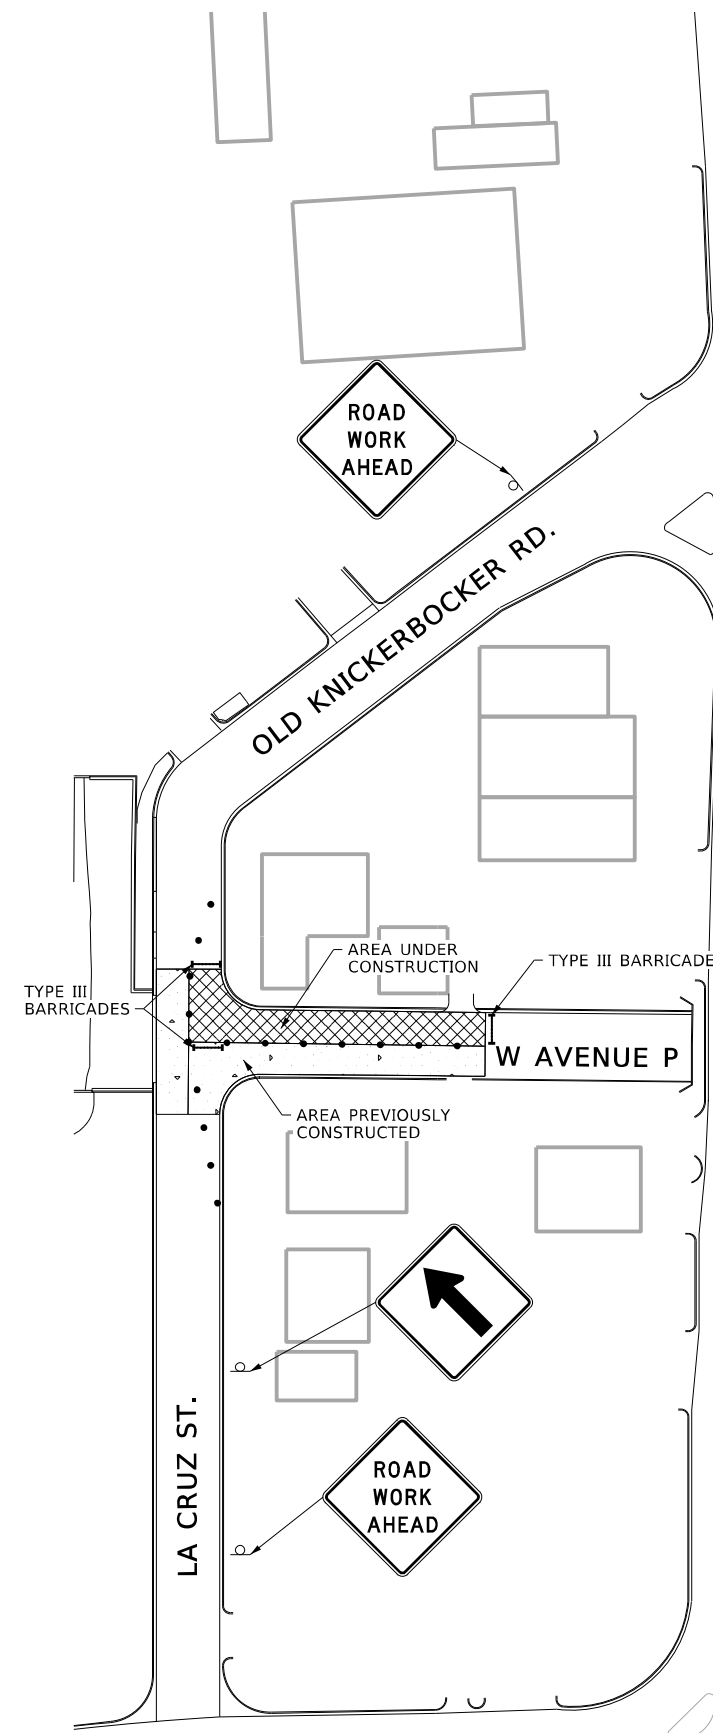 ROAD
WORK
AHEAD
OLD KNICKERBOCKER RD.
AREA UNDER
CONSTRUCTION
TYPE III BARRICADE
TYPE III
BARRICADES
W AVENUE P
AREA PREVIOUSLY
CONSTRUCTED
LA CRUZ ST.
ROAD
WORK
AHEAD